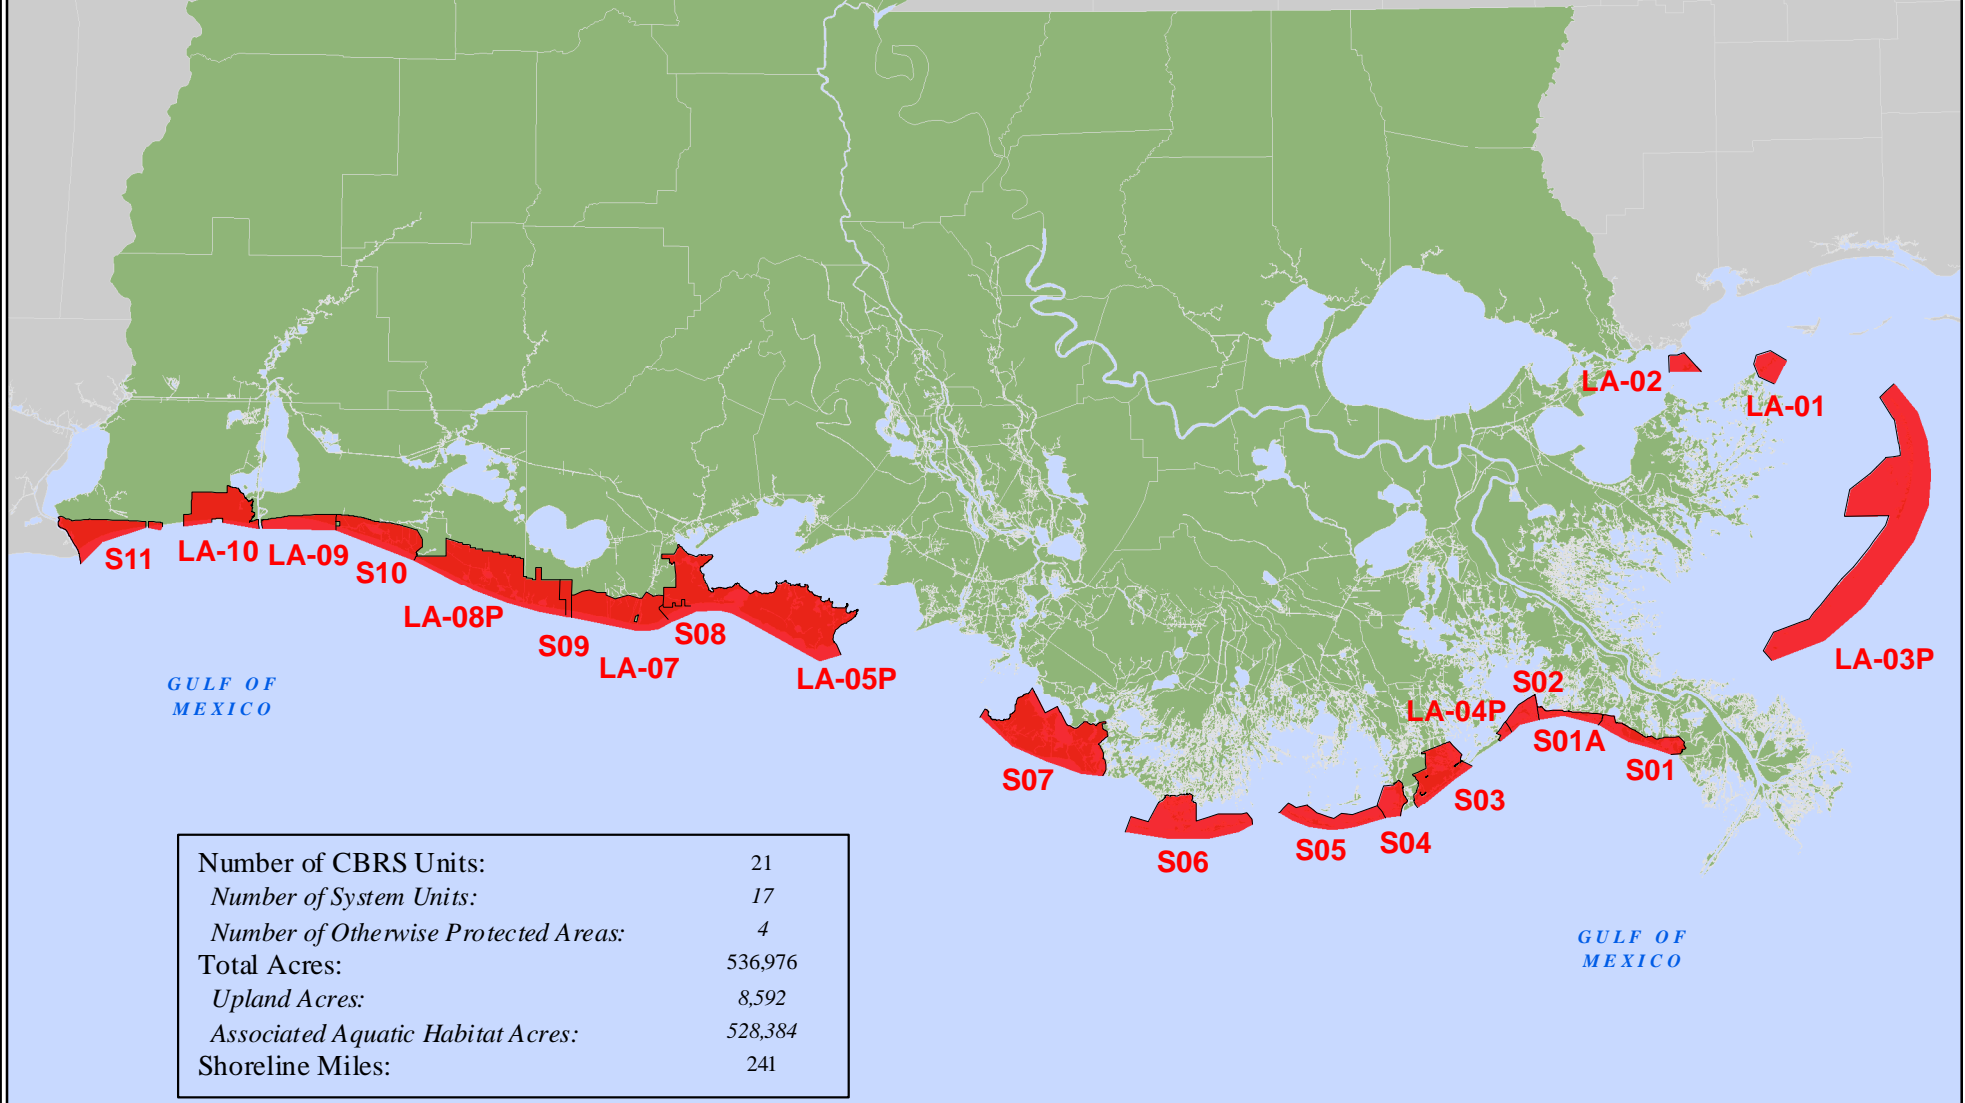 LA-02
LA-01
S11
LA-10
LA-09
S10
LA-08P
S09
LA-07
S08
LA-05P
LA-03P
GULF OF
MEXICO
S02
LA-04P
S01A
S01
S07
S03
S06
S05
S04
Number of CBRS Units: 21
Number of System Units: 17
Number of Otherwise Protected Areas: 4
Total Acres: 536,976
Upland Acres: 8,592
Associated Aquatic Habitat Acres: 528,384
Shoreline Miles: 241
GULF OF
MEXICO